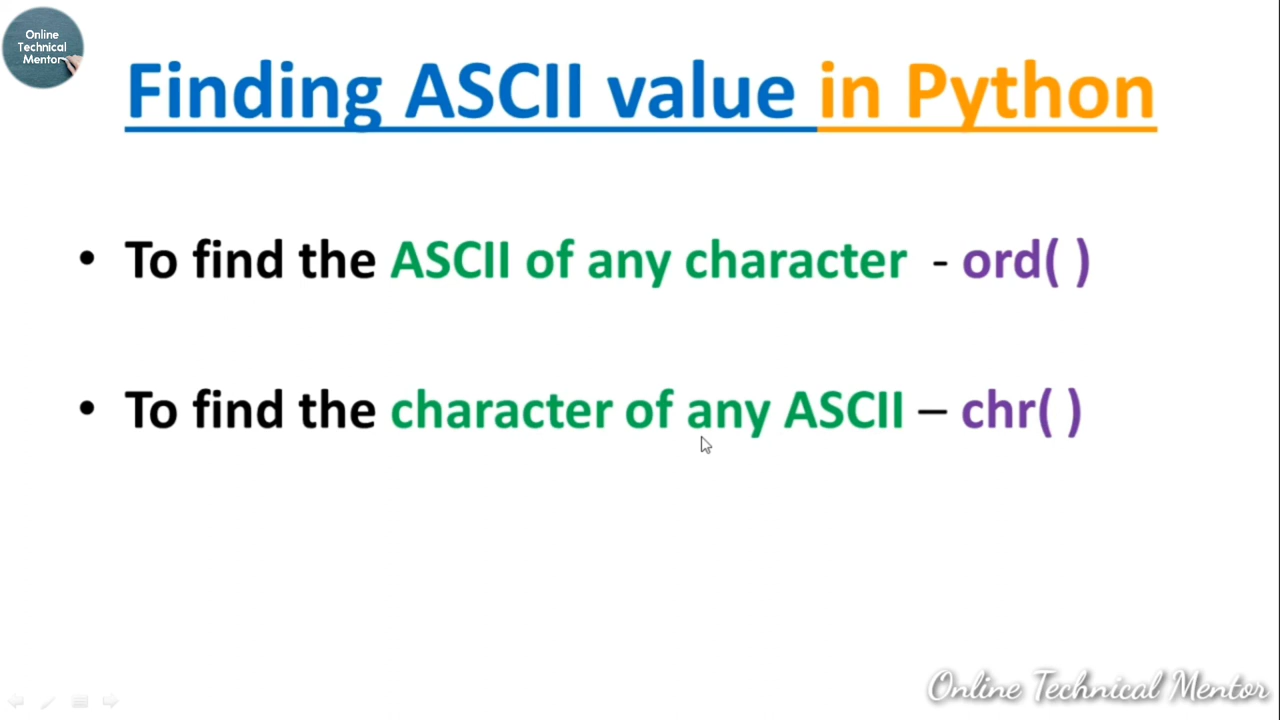 Online
Technical
Mentor
Finding ASCII value in Python
• To find the ASCII of any character - ord( )
• To find the character of any ASCII – chr( )
Online Technical Mentor